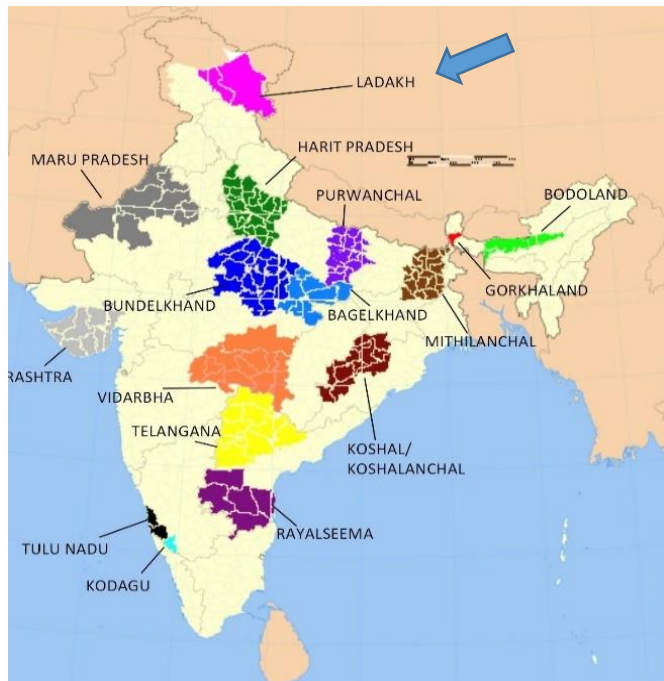 LADAKH
HARIT PRADESH
MARU PRADESH
PURWANCHAL
BODOLAND
GORKHALAND
BUNDELKHAND
BAGELKHAND
MITHILANCHAL
RASHTRA
VIDARBHA
TELANGANA
KOSHAL/
KOSHALANCHAL
RAYALSEEMA
TULU NADU
KODAGU